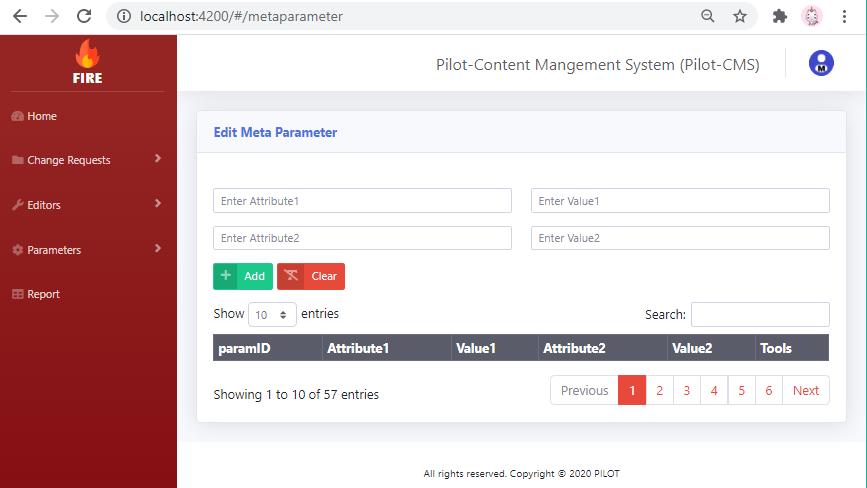 localhost:4200/#/metaparameter
FIRE
Pilot-Content Mangement System (Pilot-CMS)
M
Home
Change Requests
Editors
Parameters
Report
Edit Meta Parameter
Enter Attribute1 Enter Value1
Enter Attribute2 Enter Value2
Add Clear
Show 10 entries Search:
paramID Attribute1 Value1 Attribute2 Value2 Tools
Showing 1 to 10 of 57 entries Previous 1 2 3 4 5 6 Next
All rights reserved. Copyright © 2020 PILOT